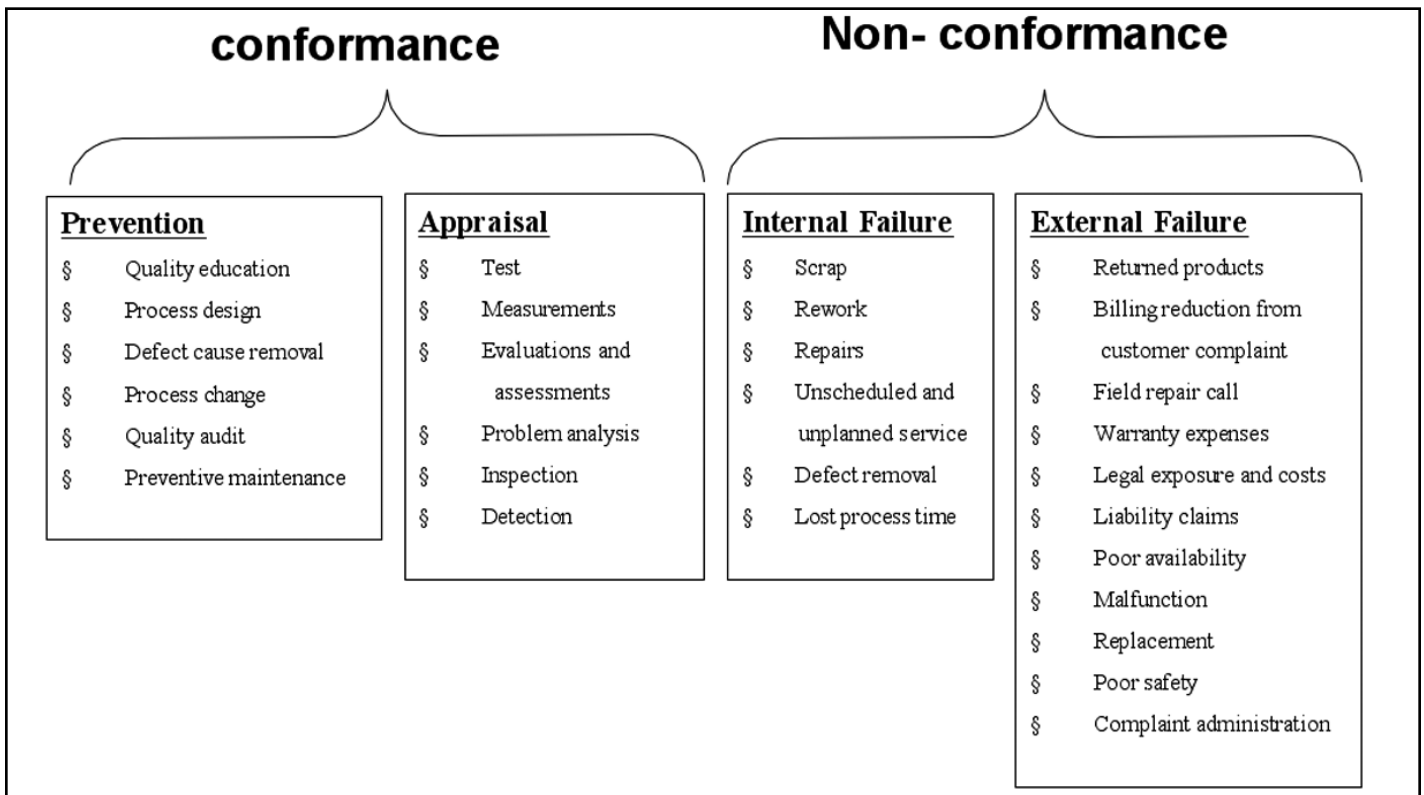 conformance
Non- conformance
Prevention
§ Quality education
§ Process design
§ Defect cause removal
§ Process change
§ Quality audit
§ Preventive maintenance
Appraisal
§ Test
§ Measurements
§ Evaluations and
assessments
§ Problem analysis
§ Inspection
§ Detection
Internal Failure
§ Scrap
§ Rework
§ Repairs
§ Unscheduled and
unplanned service
§ Defect removal
§ Lost process time
External Failure
§ Returned products
§ Billing reduction from
customer complaint
§ Field repair call
§ Warranty expenses
§ Legal exposure and costs
§ Liability claims
§ Poor availability
§ Malfunction
§ Replacement
§ Poor safety
§ Complaint administration